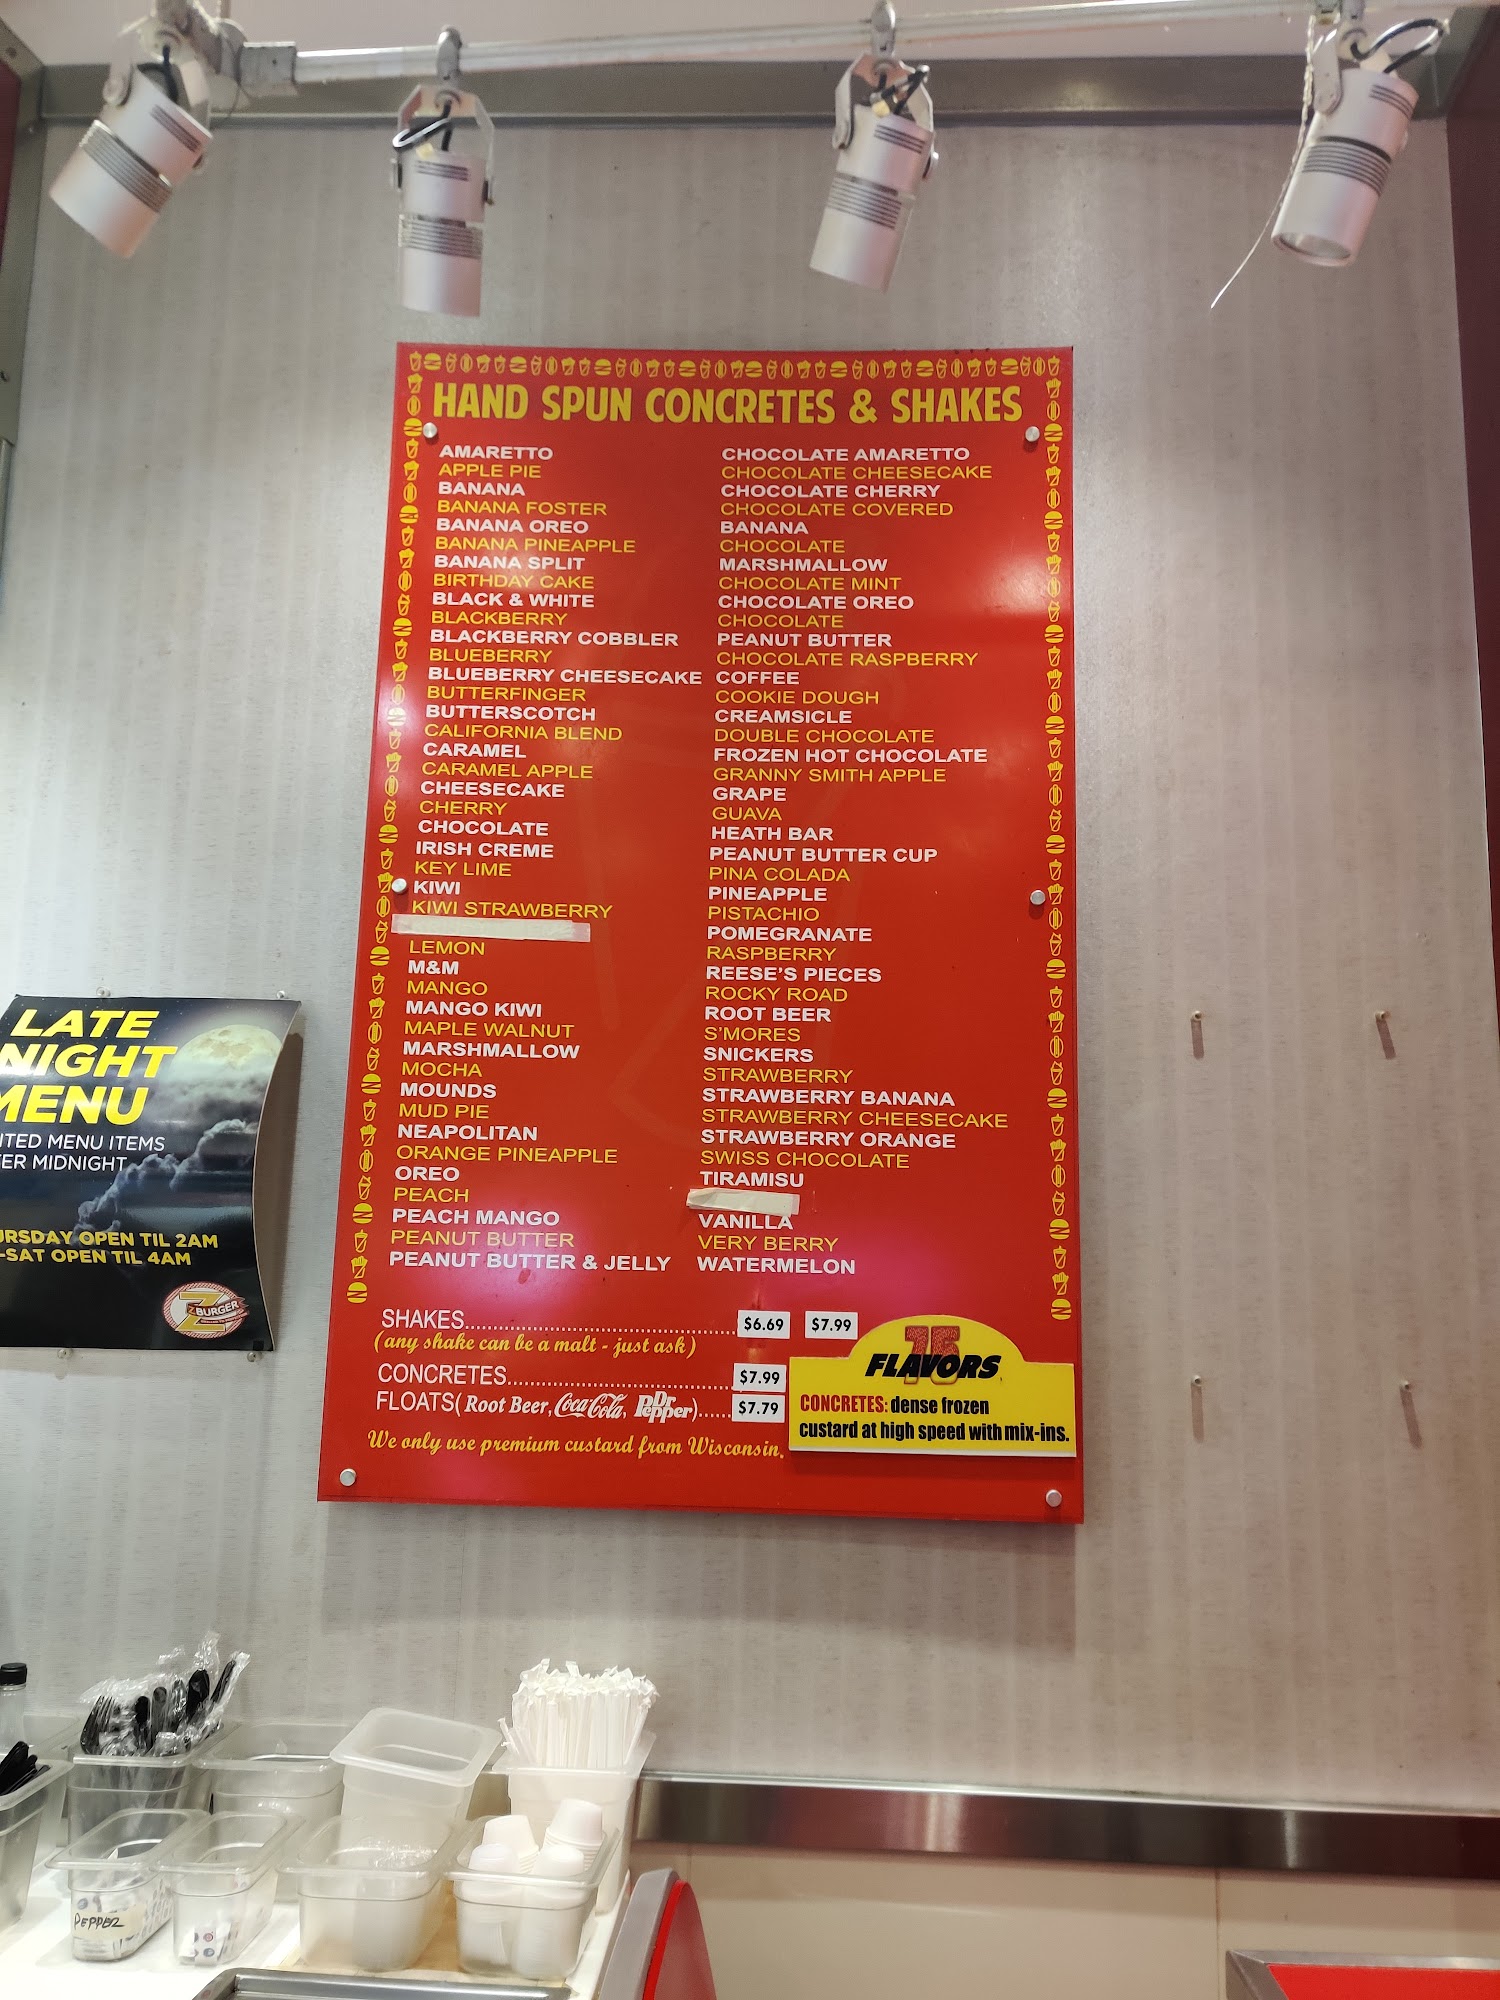 HAND SPUN CONCRETES & SHAKES
AMARETTO
APPLE PIE
BANANA
BANANA FOSTER
BANANA OREO
BANANA PINEAPPLE
BANANA SPLIT
BIRTHDAY CAKE
BLACK & WHITE
BLACKBERRY
BLACKBERRY COBBLER
BLUEBERRY
BLUEBERRY CHEESECAKE
BUTTERFINGER
BUTTERSCOTCH
CALIFORNIA BLEND
CARAMEL
CARAMEL APPLE
CHEESECAKE
CHERRY
CHOCOLATE
IRISH CREME
KEY LIME
KIWI
KIWI STRAWBERRY
LEMON
M&M
MANGO
MANGO KIWI
MAPLE WALNUT
MARSHMALLOW
MOCHA
MOUNDS
MUD PIE
NEAPOLITAN
ORANGE PINEAPPLE
OREO
PEACH
PEACH MANGO
PEANUT BUTTER
PEANUT BUTTER & JELLY
CHOCOLATE AMARETTO
CHOCOLATE CHEESECAKE
CHOCOLATE CHERRY
CHOCOLATE COVERED
BANANA
CHOCOLATE
MARSHMALLOW
CHOCOLATE MINT
CHOCOLATE OREO
CHOCOLATE
PEANUT BUTTER
CHOCOLATE RASPBERRY
COFFEE
COOKIE DOUGH
CREAMSICLE
DOUBLE CHOCOLATE
FROZEN HOT CHOCOLATE
GRANNY SMITH APPLE
GRAPE
GUAVA
HEATH BAR
PEANUT BUTTER CUP
PINA COLADA
PINEAPPLE
PISTACHIO
POMEGRANATE
RASPBERRY
REESE'S PIECES
ROCKY ROAD
ROOT BEER
S'MORES
SNICKERS
STRAWBERRY
STRAWBERRY BANANA
STRAWBERRY CHEESECAKE
STRAWBERRY ORANGE
SWISS CHOCOLATE
TIRAMISU
VANILLA
VERY BERRY
WATERMELON
SHAKES.......................................... $6.69 $7.99
(any shake can be a malt - just ask)
CONCRETES.................................... $7.99
FLOATS( Root Beer, Coca-Cola, Dr Pepper)...... $7.79
We only use premium custard from Wisconsin.
75
FLAVORS
CONCRETES: dense frozen
custard at high speed with mix-ins.
LATE
NIGHT
MENU
ITED MENU ITEMS
ER MIDNIGHT
URSDAY OPEN TIL 2AM
-SAT OPEN TIL 4AM
Z BURGER
PEPPER